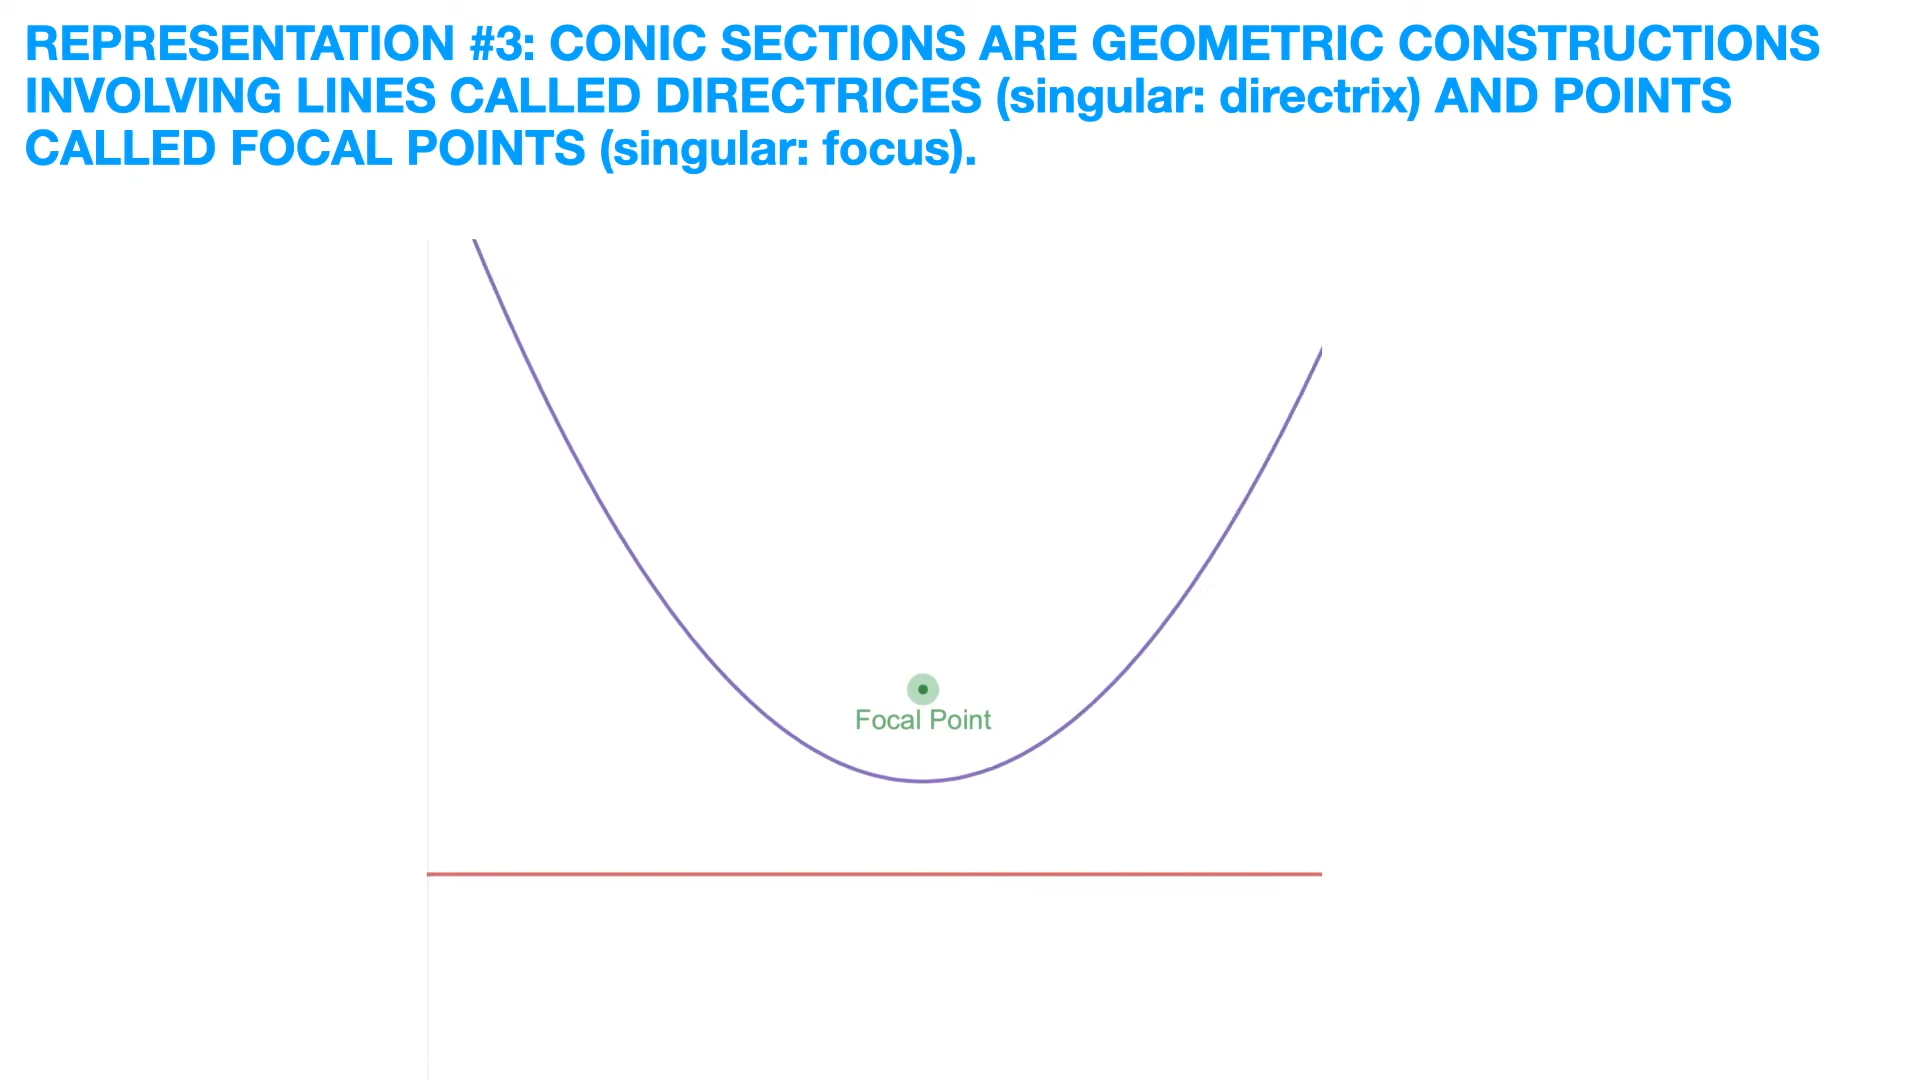 REPRESENTATION #3: CONIC SECTIONS ARE GEOMETRIC CONSTRUCTIONS
INVOLVING LINES CALLED DIRECTRICES (singular: directrix) AND POINTS
CALLED FOCAL POINTS (singular: focus).
Focal Point